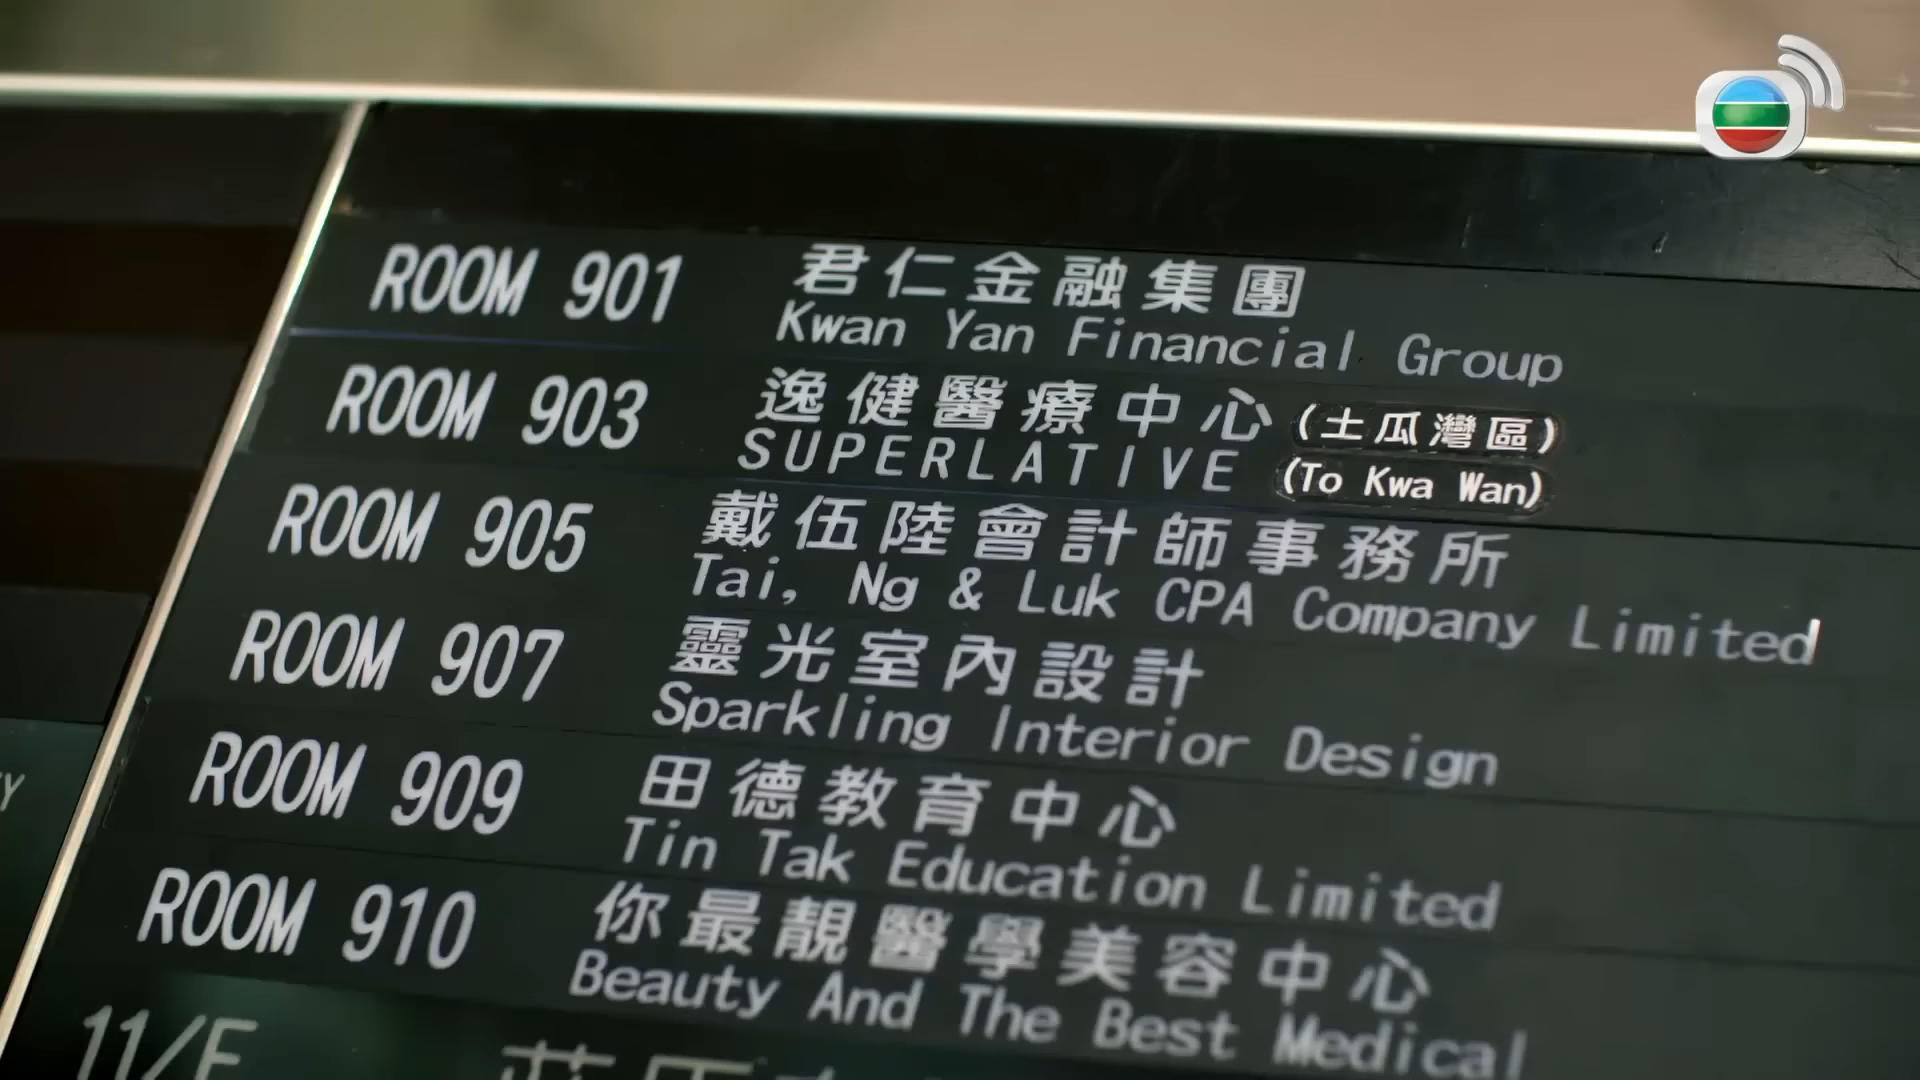 ROOM 901 君仁金融集團
Kwan Yan Financial Group
ROOM 903 逸健醫療中心 (土瓜灣區)
SUPERLATIVE (To Kwa Wan)
ROOM 905 戴伍陸會計師事務所
Tai, Ng & Luk CPA Company Limited
ROOM 907 靈光室內設計
Sparkling Interior Design
ROOM 909 田德教育中心
Tin Tak Education Limited
ROOM 910 你最靚醫學美容中心
Beauty And The Best Medical
11/F